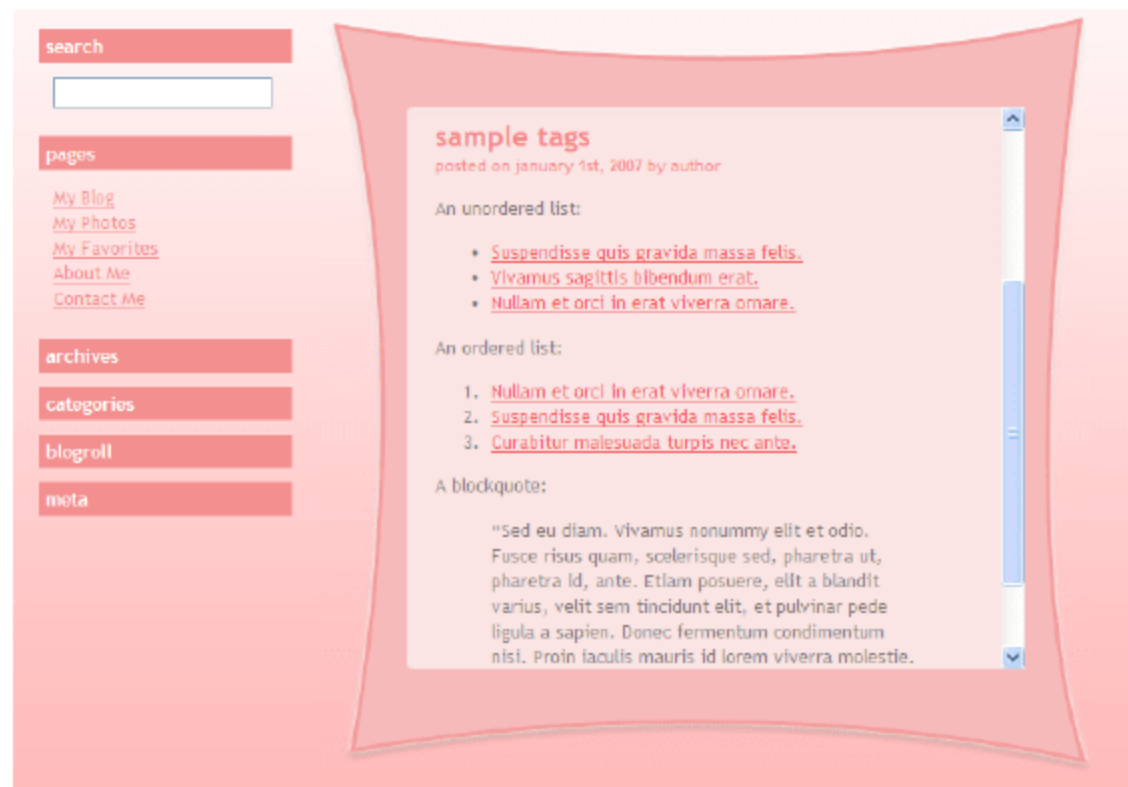 search
pages
My Blog
My Photos
My Favorites
About Me
Contact Me
archives
categories
blogroll
meta
sample tags
posted on january 1st, 2007 by author
An unordered list:
• Suspendisse quis gravida massa felis.
• Vivamus sagittis bibendum erat.
• Nullam et orci in erat viverra ornare.
An ordered list:
1. Nullam et orci in erat viverra ornare.
2. Suspendisse quis gravida massa felis.
3. Curabitur malesuada turpis nec ante.
A blockquote:
“Sed eu diam. Vivamus nonummy elit et odio.
Fusce risus quam, scelerisque sed, pharetra ut,
pharetra id, ante. Etiam posuere, elit a blandit
varius, velit sem tincidunt elit, et pulvinar pede
ligula a sapien. Donec fermentum condimentum
nisi. Proin iaculis mauris id lorem viverra molestie.